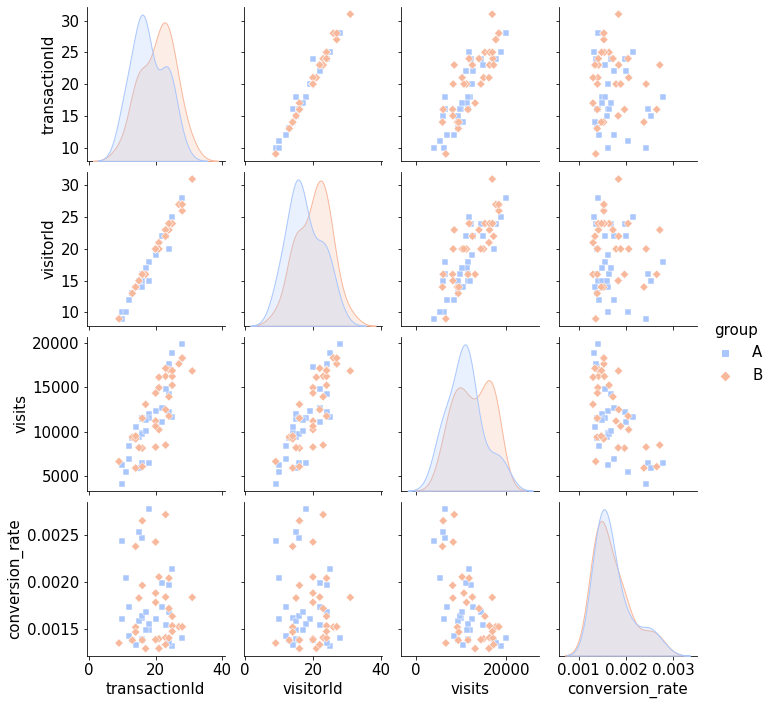 transactionId
30
25
20
15
10
visitorId
30
25
20
15
10
group
A
B
visits
20000
15000
10000
5000
conversion_rate
0.0025
0.0020
0.0015
0 20 40 0 20 40 0 20000 0.001 0.002 0.003
transactionId visitorId visits conversion_rate